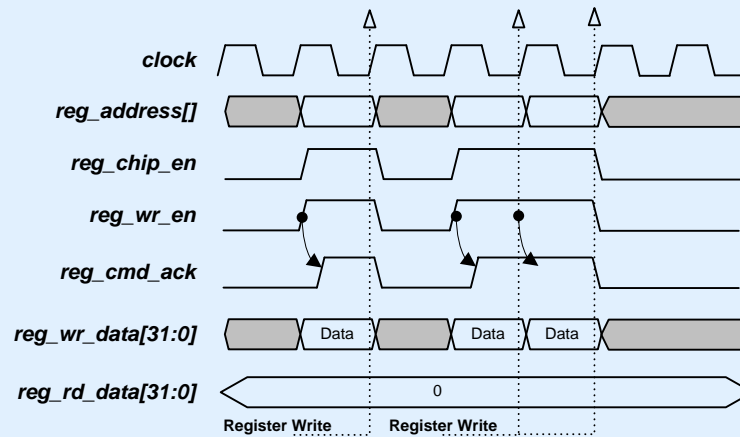 clock
reg_address[]
reg_chip_en
reg_wr_en
reg_cmd_ack
reg_wr_data[31:0] Data Data Data
reg_rd_data[31:0] 0
Register Write Register Write